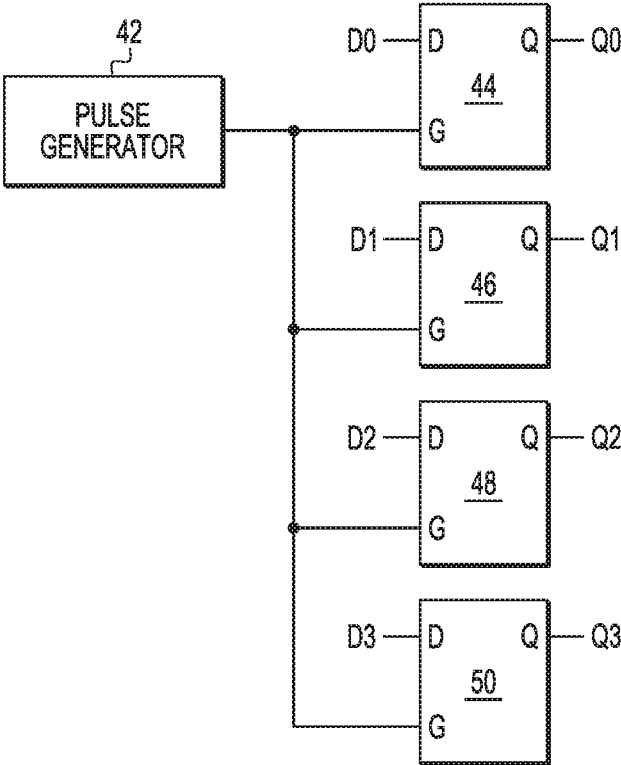 42
PULSE
GENERATOR
D0 D Q Q0
44
G
D1 D Q Q1
46
G
D2 D Q Q2
48
G
D3 D Q Q3
50
G